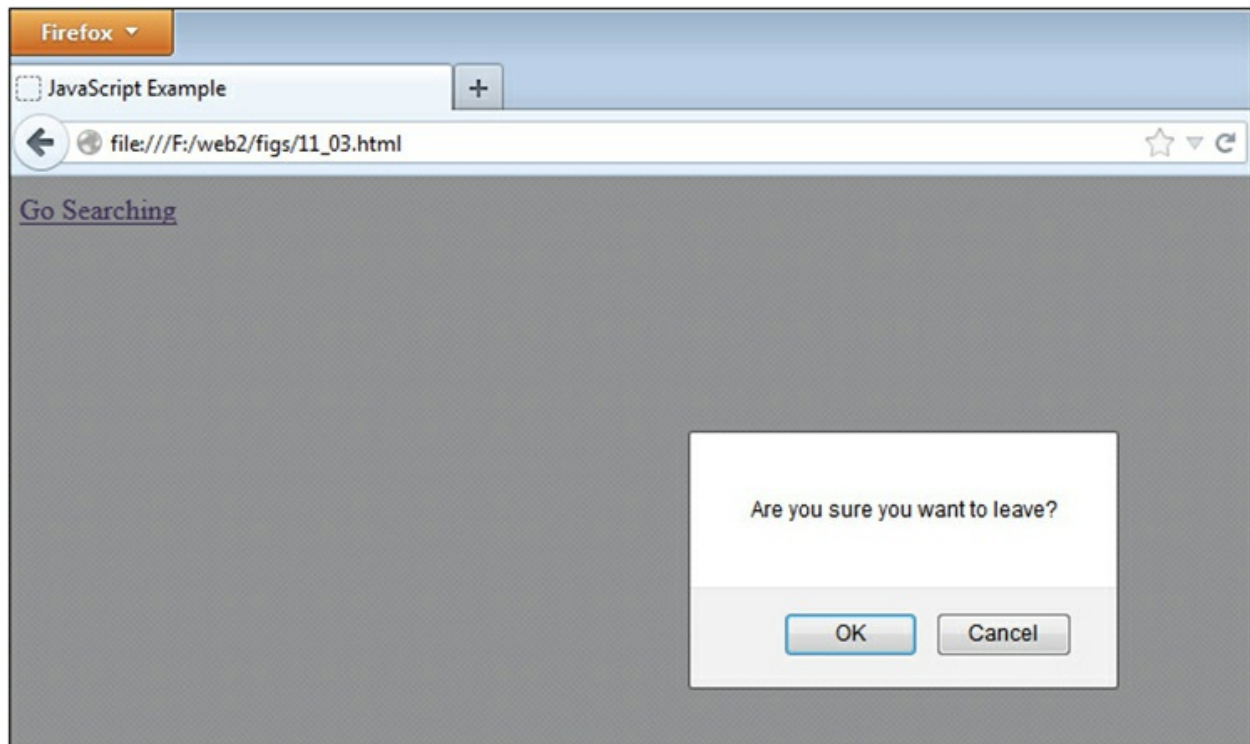 Firefox
JavaScript Example
file:///F:/web2/figs/11_03.html
Go Searching
Are you sure you want to leave?
OK Cancel